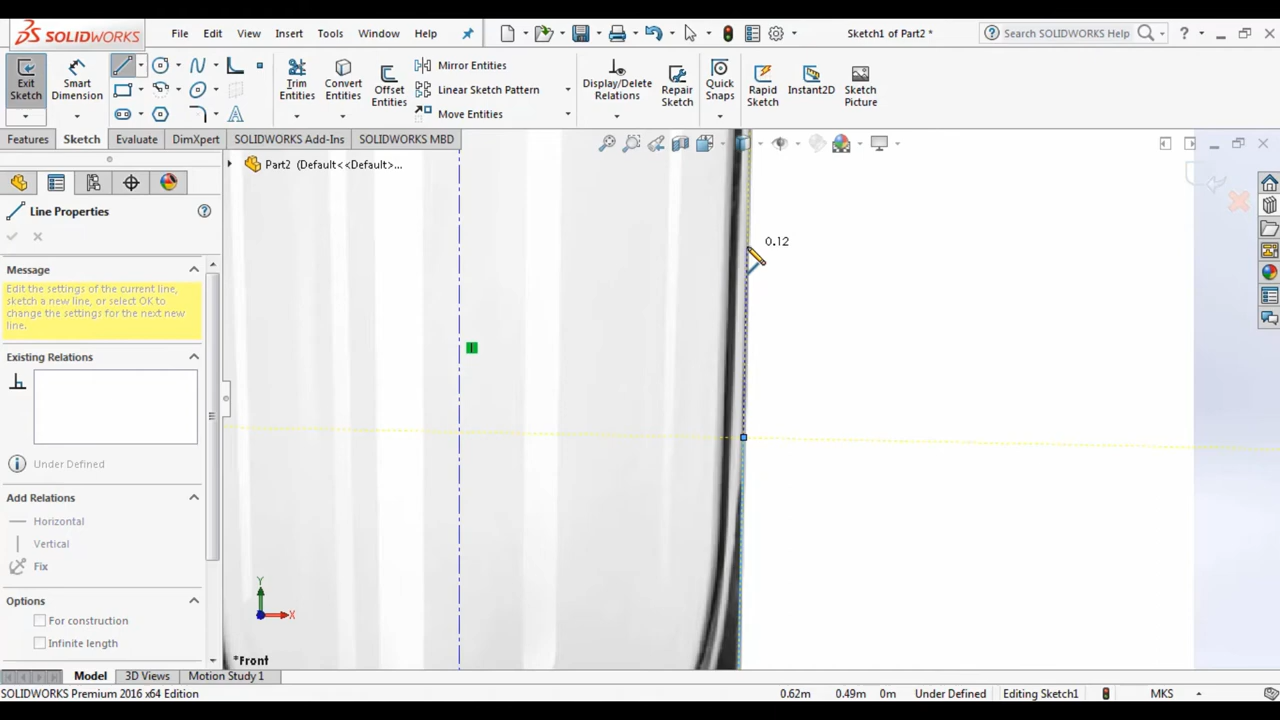 SOLIDWORKS File Edit View Insert Tools Window Help Sketch1 of Part2 * Search SOLIDWORKS Help ?
Exit Sketch Smart Dimension Trim Entities Convert Entities Offset Entities Mirror Entities Linear Sketch Pattern Move Entities Display/Delete Relations Repair Sketch Quick Snaps Rapid Sketch Instant2D Sketch Picture
Features Sketch Evaluate DimXpert SOLIDWORKS Add-Ins SOLIDWORKS MBD
Part2 (Default<<Default>...
Line Properties
Message
Edit the settings of the current line,
sketch a new line, or select OK to
change the settings for the next new
line.
0.12
Existing Relations
Under Defined
Add Relations
Horizontal
Vertical
Fix
Options
For construction
Infinite length
Y
X
*Front
Model 3D Views Motion Study 1
SOLIDWORKS Premium 2016 x64 Edition 0.62m 0.49m 0m Under Defined Editing Sketch1 MKS